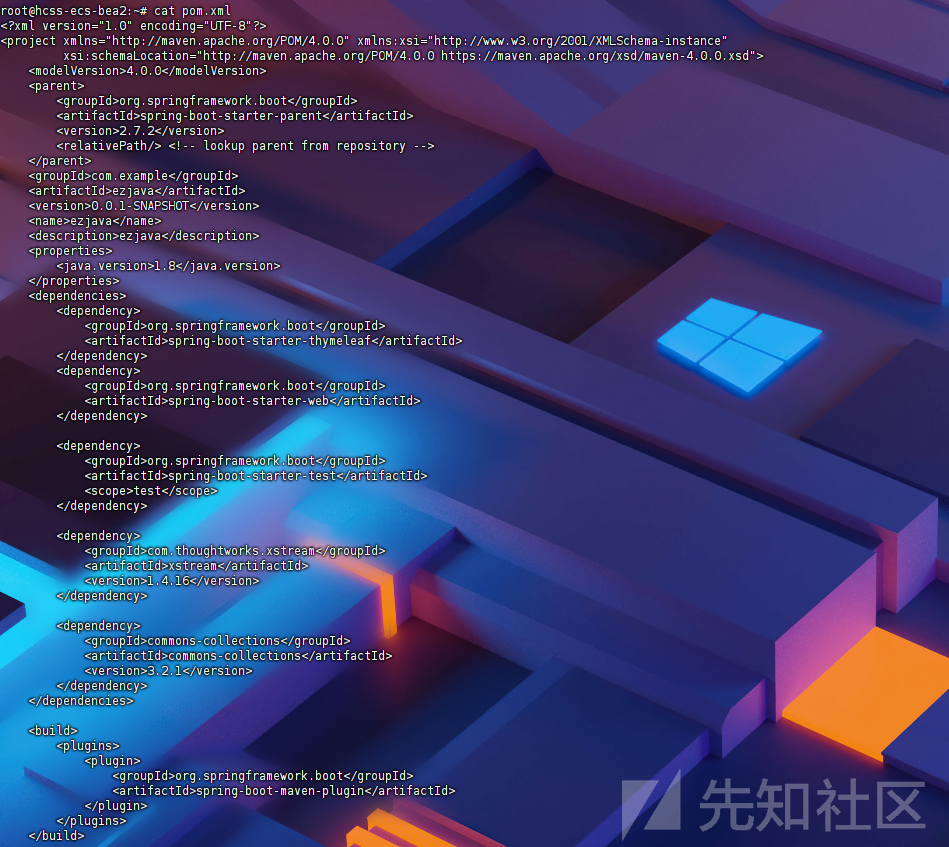 root@hcss-ecs-bea2:~# cat pom.xml
<?xml version="1.0" encoding="UTF-8"?>
<project xmlns="http://maven.apache.org/POM/4.0.0" xmlns:xsi="http://www.w3.org/2001/XMLSchema-instance"
         xsi:schemaLocation="http://maven.apache.org/POM/4.0.0 https://maven.apache.org/xsd/maven-4.0.0.xsd">
    <modelVersion>4.0.0</modelVersion>
    <parent>
        <groupId>org.springframework.boot</groupId>
        <artifactId>spring-boot-starter-parent</artifactId>
        <version>2.7.2</version>
        <relativePath/> <!-- lookup parent from repository -->
    </parent>
    <groupId>com.example</groupId>
    <artifactId>ezjava</artifactId>
    <version>0.0.1-SNAPSHOT</version>
    <name>ezjava</name>
    <description>ezjava</description>
    <properties>
        <java.version>1.8</java.version>
    </properties>
    <dependencies>
        <dependency>
            <groupId>org.springframework.boot</groupId>
            <artifactId>spring-boot-starter-thymeleaf</artifactId>
        </dependency>
        <dependency>
            <groupId>org.springframework.boot</groupId>
            <artifactId>spring-boot-starter-web</artifactId>
        </dependency>

        <dependency>
            <groupId>org.springframework.boot</groupId>
            <artifactId>spring-boot-starter-test</artifactId>
            <scope>test</scope>
        </dependency>

        <dependency>
            <groupId>com.thoughtworks.xstream</groupId>
            <artifactId>xstream</artifactId>
            <version>1.4.16</version>
        </dependency>

        <dependency>
            <groupId>commons-collections</groupId>
            <artifactId>commons-collections</artifactId>
            <version>3.2.1</version>
        </dependency>
    </dependencies>

    <build>
        <plugins>
            <plugin>
                <groupId>org.springframework.boot</groupId>
                <artifactId>spring-boot-maven-plugin</artifactId>
            </plugin>
        </plugins>
    </build>
先知社区